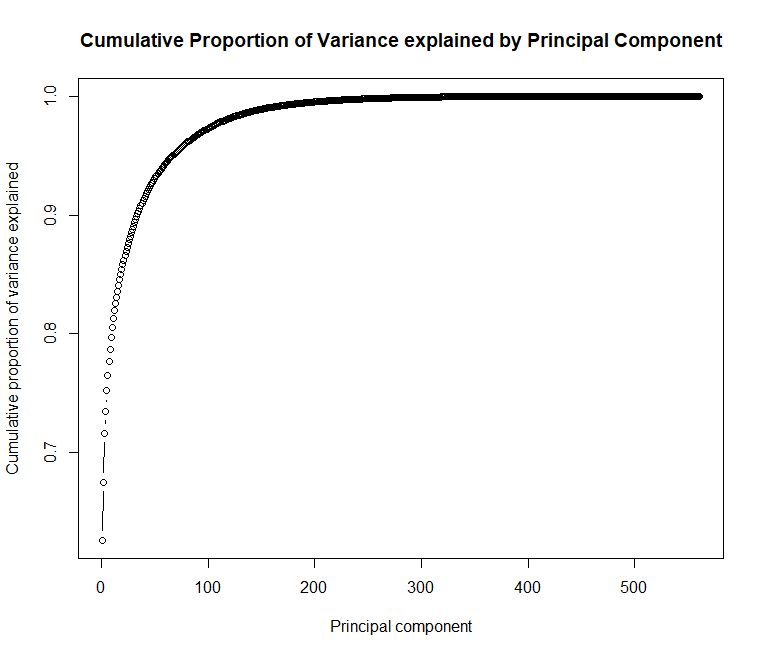 Cumulative Proportion of Variance explained by Principal Component
Cumulative proportion of variance explained
1.0
0.9
0.8
0.7
0 100 200 300 400 500
Principal component